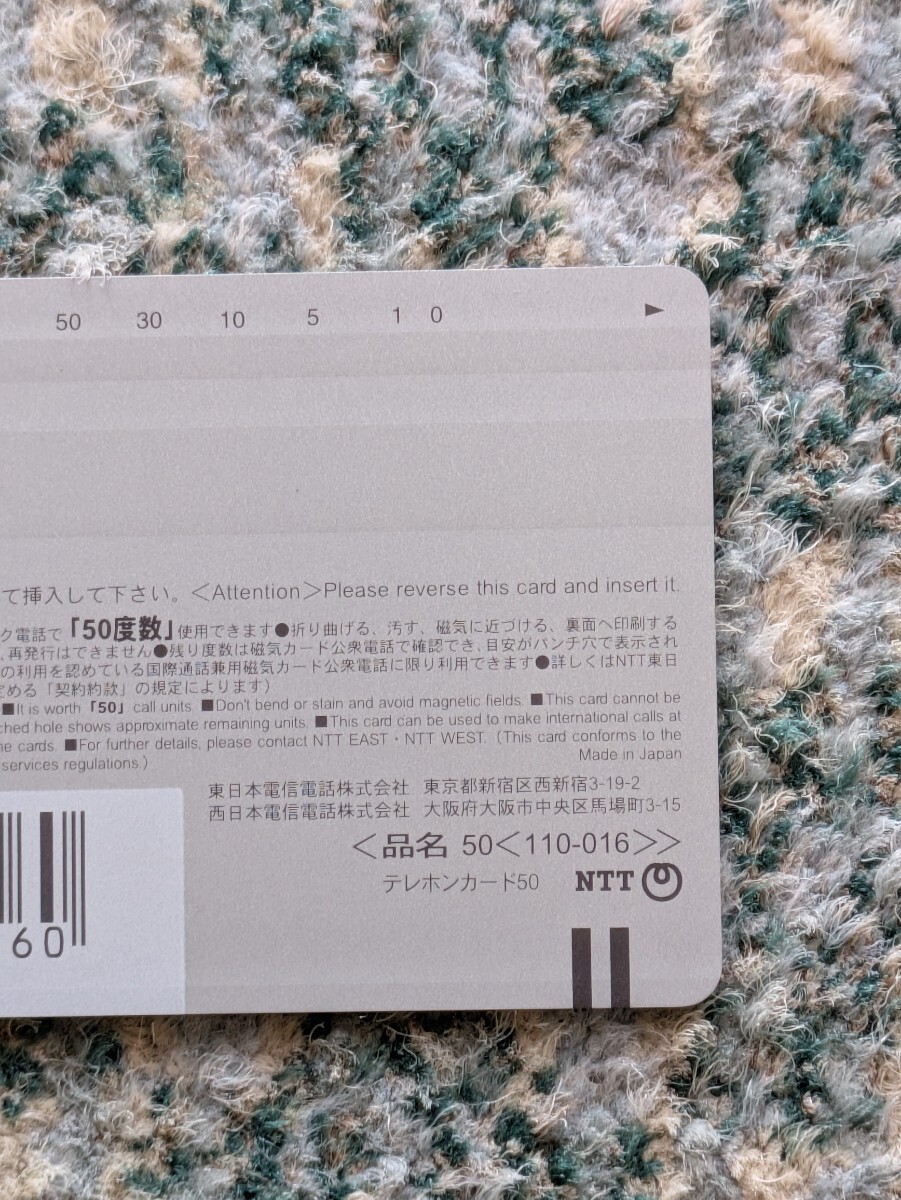 50 30 10 5 1 0 ►
て挿入して下さい。＜Attention＞Please reverse this card and insert it.
ク電話で「50度数」使用できます●折り曲げる、汚す、磁気に近づける、裏面へ印刷する
、再発行はできません●残り度数は磁気カード公衆電話で確認でき、目安がパンチ穴で表示され
の利用を認めている国際通話兼用磁気カード公衆電話に限り利用できます●詳しくはNTT東日
定める「契約約款」の規定によります）
■It is worth「50」call units. ■Don't bend or stain and avoid magnetic fields. ■This card cannot be
ched hole shows approximate remaining units. ■This card can be used to make international calls at
ne cards. ■For further details, please contact NTT EAST・NTT WEST.（This card conforms to the
services regulations.） Made in Japan
東日本電信電話株式会社 東京都新宿区西新宿3-19-2
西日本電信電話株式会社 大阪府大阪市中央区馬場町3-15
＜品名 50＜110-016＞＞
テレホンカード50 NTT
60